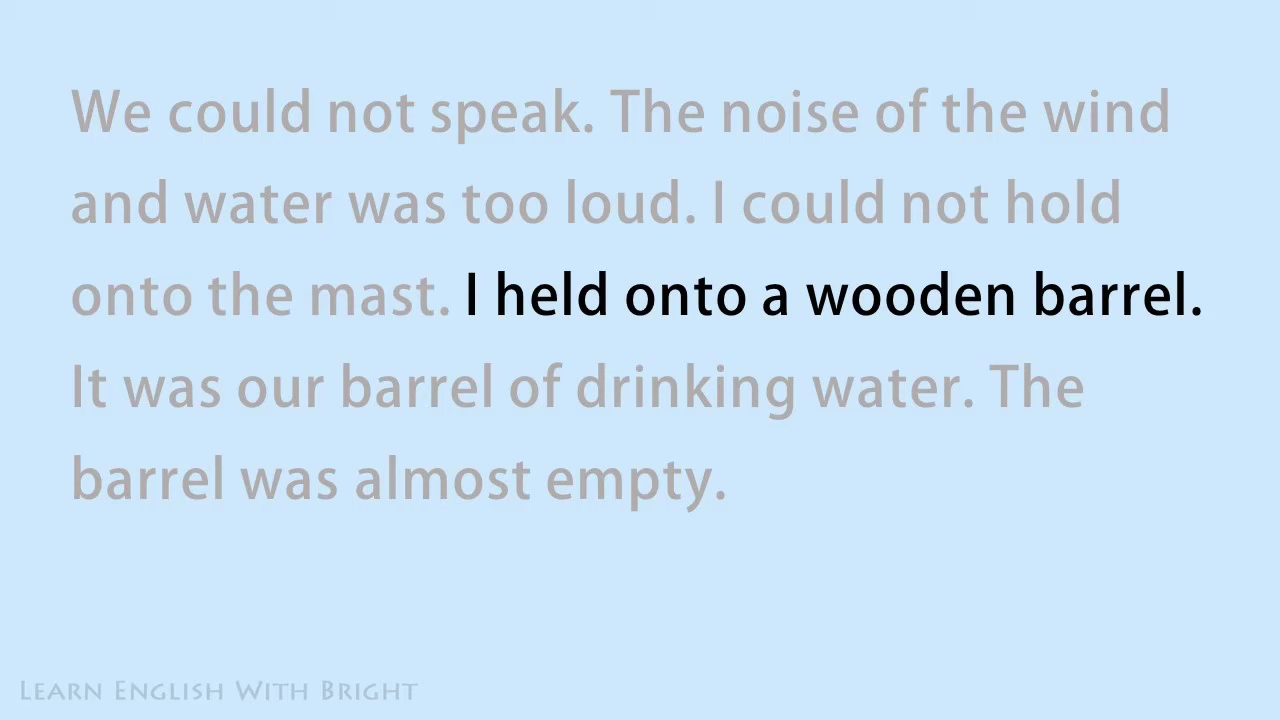 We could not speak. The noise of the wind
and water was too loud. I could not hold
onto the mast. I held onto a wooden barrel.
It was our barrel of drinking water. The
barrel was almost empty.
Learn English With Bright